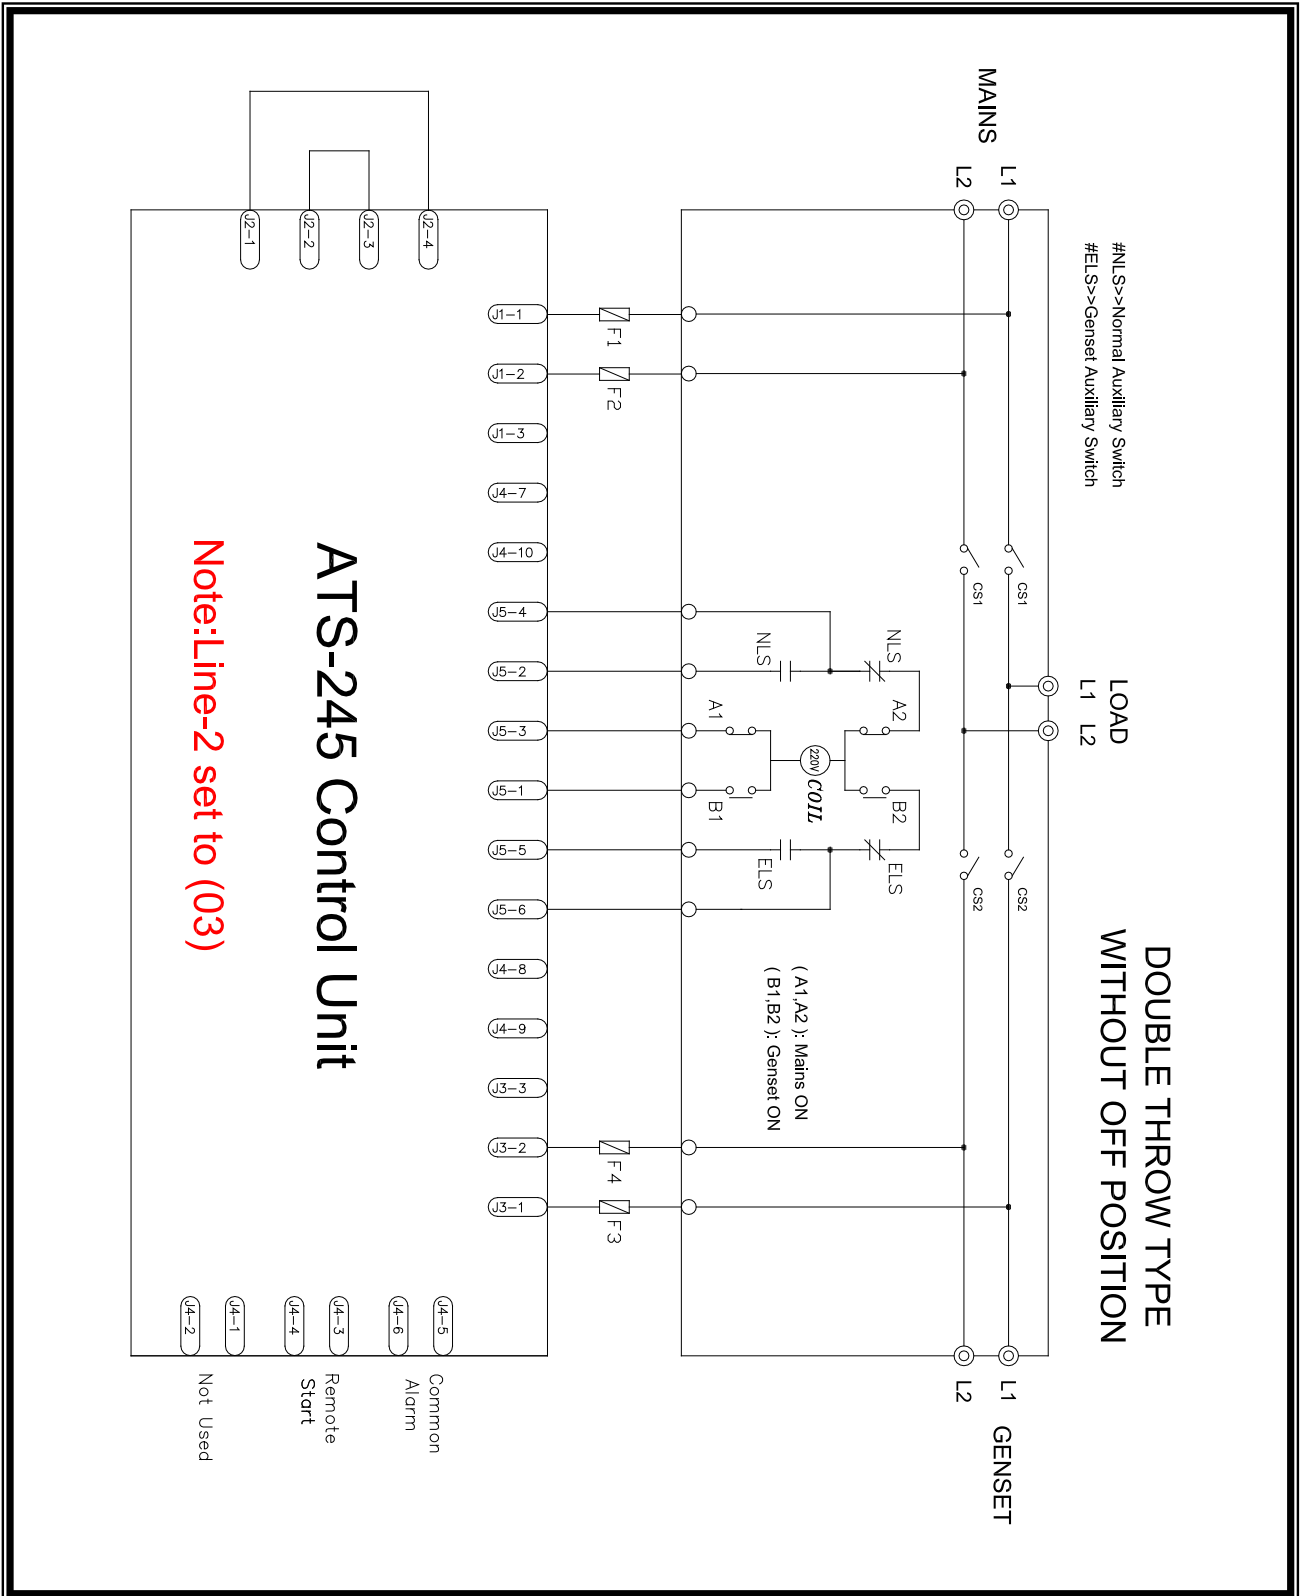 DOUBLE THROW TYPE
WITHOUT OFF POSITION
#NLS>>Normal Auxiliary Switch
#ELS>>Genset Auxiliary Switch
LOAD
L1 L2
MAINS
L1
L2
CS1
CS1
CS2
CS2
L1
L2
GENSET
NLS
A2
B2
ELS
220V
COIL
NLS
A1
B1
ELS
( A1,A2 ): Mains ON
( B1,B2 ): Genset ON
F1
F2
F4
F3
J1-1
J1-2
J1-3
J4-7
J4-10
J5-4
J5-2
J5-3
J5-1
J5-5
J5-6
J4-8
J4-9
J3-3
J3-2
J3-1
J2-4
J2-3
J2-2
J2-1
ATS-245 Control Unit
Note:Line-2 set to (03)
J4-5
J4-6
Common
Alarm
J4-3
J4-4
Remote
Start
J4-1
J4-2
Not Used